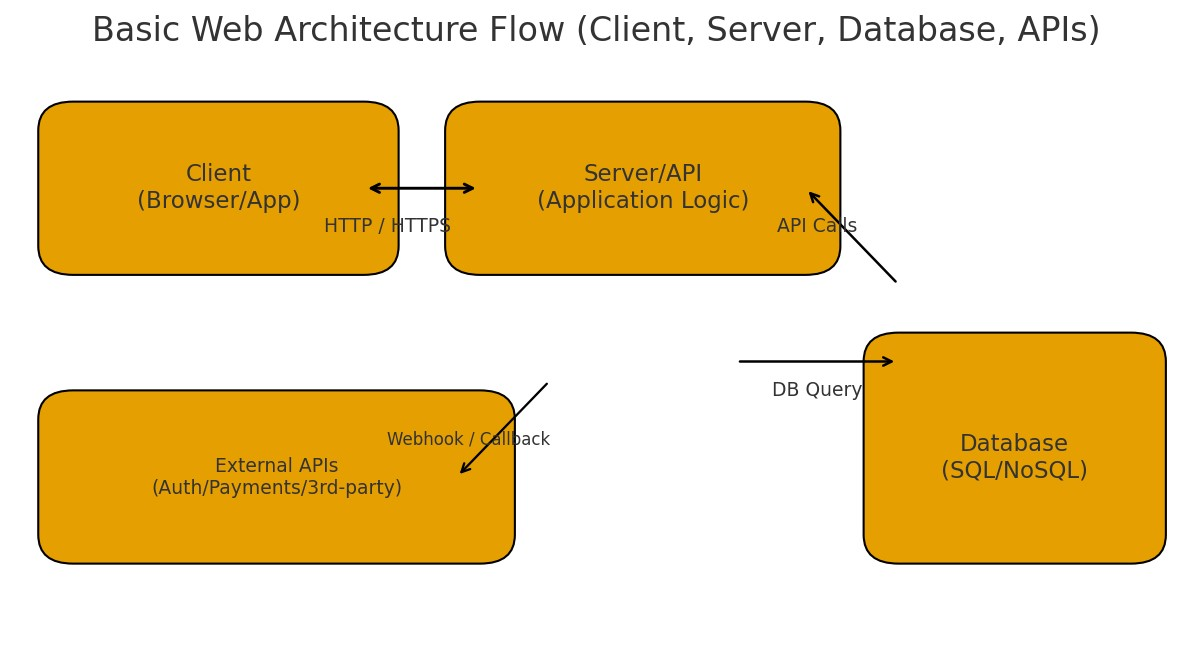 Basic Web Architecture Flow (Client, Server, Database, APIs)
Client
(Browser/App)
HTTP / HTTPS
Server/API
(Application Logic)
API Calls
DB Query
Database
(SQL/NoSQL)
Webhook / Callback
External APIs
(Auth/Payments/3rd-party)